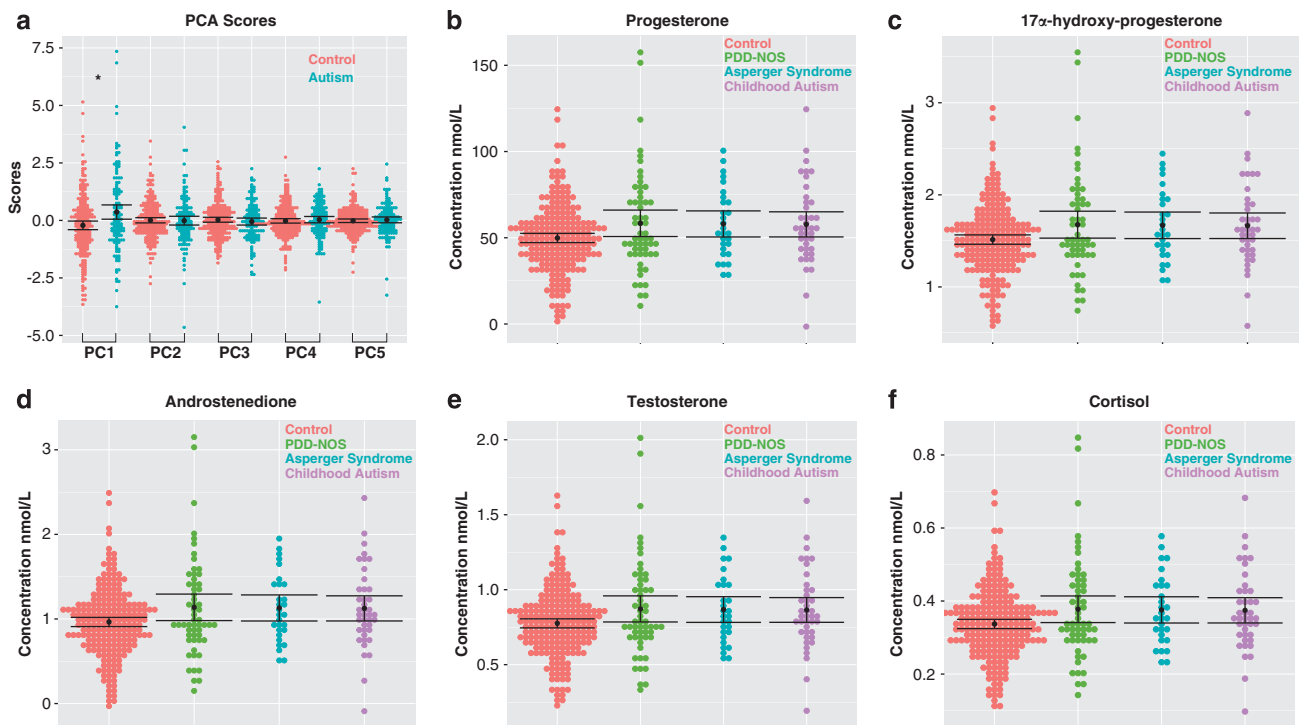 a
PCA Scores
Scores
7.5
5.0
2.5
0.0
-2.5
-5.0
Control
Autism
*
PC1 PC2 PC3 PC4 PC5
b
Progesterone
Concentration nmol/L
150
100
50
0
Control
PDD-NOS
Asperger Syndrome
Childhood Autism
c
17α-hydroxy-progesterone
Concentration nmol/L
3
2
1
Control
PDD-NOS
Asperger Syndrome
Childhood Autism
d
Androstenedione
Concentration nmol/L
3
2
1
0
Control
PDD-NOS
Asperger Syndrome
Childhood Autism
e
Testosterone
Concentration nmol/L
2.0
1.5
1.0
0.5
Control
PDD-NOS
Asperger Syndrome
Childhood Autism
f
Cortisol
Concentration nmol/L
0.8
0.6
0.4
0.2
Control
PDD-NOS
Asperger Syndrome
Childhood Autism